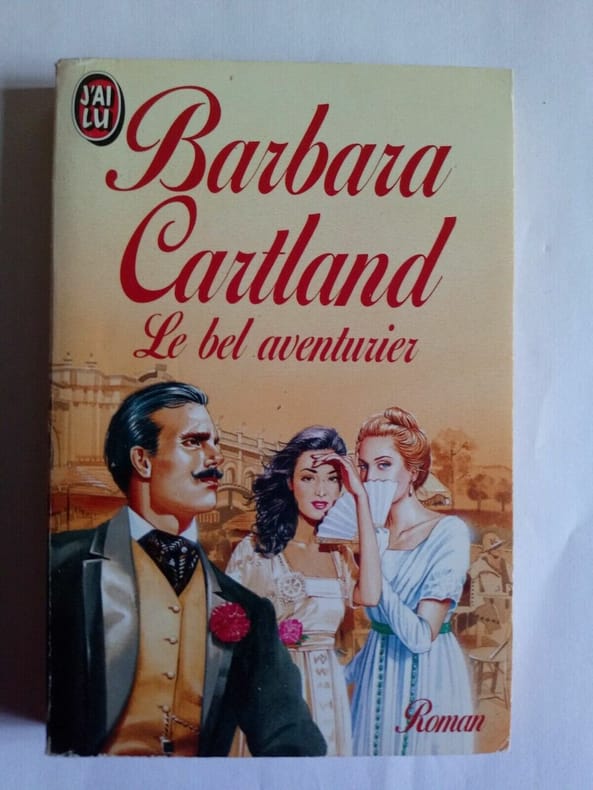 J'AI
LU
Barbara
Cartland
Le bel aventurier
Roman